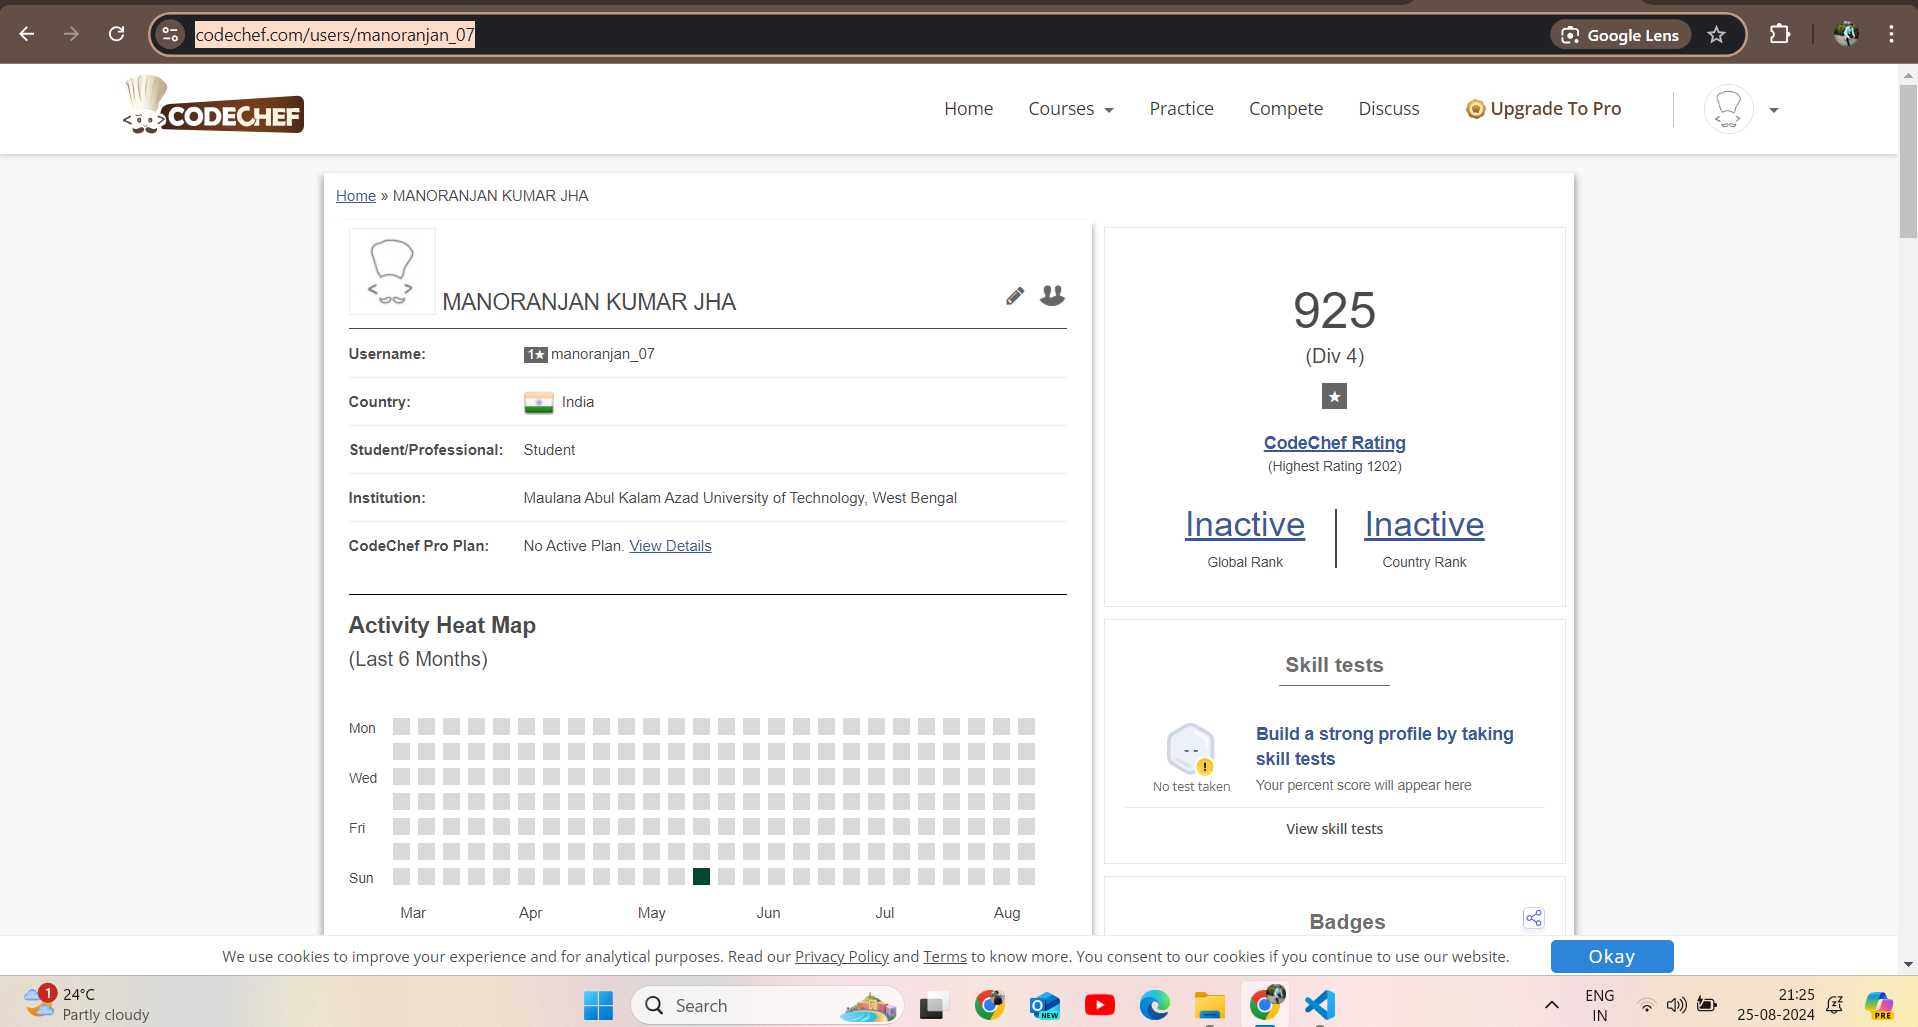 codechef.com/users/manoranjan_07
Google Lens
CODECHEF
Home Courses Practice Compete Discuss Upgrade To Pro
Home » MANORANJAN KUMAR JHA
MANORANJAN KUMAR JHA
Username: 1★ manoranjan_07
Country: India
Student/Professional: Student
Institution: Maulana Abul Kalam Azad University of Technology, West Bengal
CodeChef Pro Plan: No Active Plan. View Details
Activity Heat Map
(Last 6 Months)
Mon
Wed
Fri
Sun
Mar Apr May Jun Jul Aug
925
(Div 4)
★
CodeChef Rating
(Highest Rating 1202)
Inactive Inactive
Global Rank Country Rank
Skill tests
Build a strong profile by taking
skill tests
No test taken Your percent score will appear here
View skill tests
Badges
We use cookies to improve your experience and for analytical purposes. Read our Privacy Policy and Terms to know more. You consent to our cookies if you continue to use our website. Okay
1 24°C
Partly cloudy
Search
NEW
ENG
IN
21:25
25-08-2024
PRE